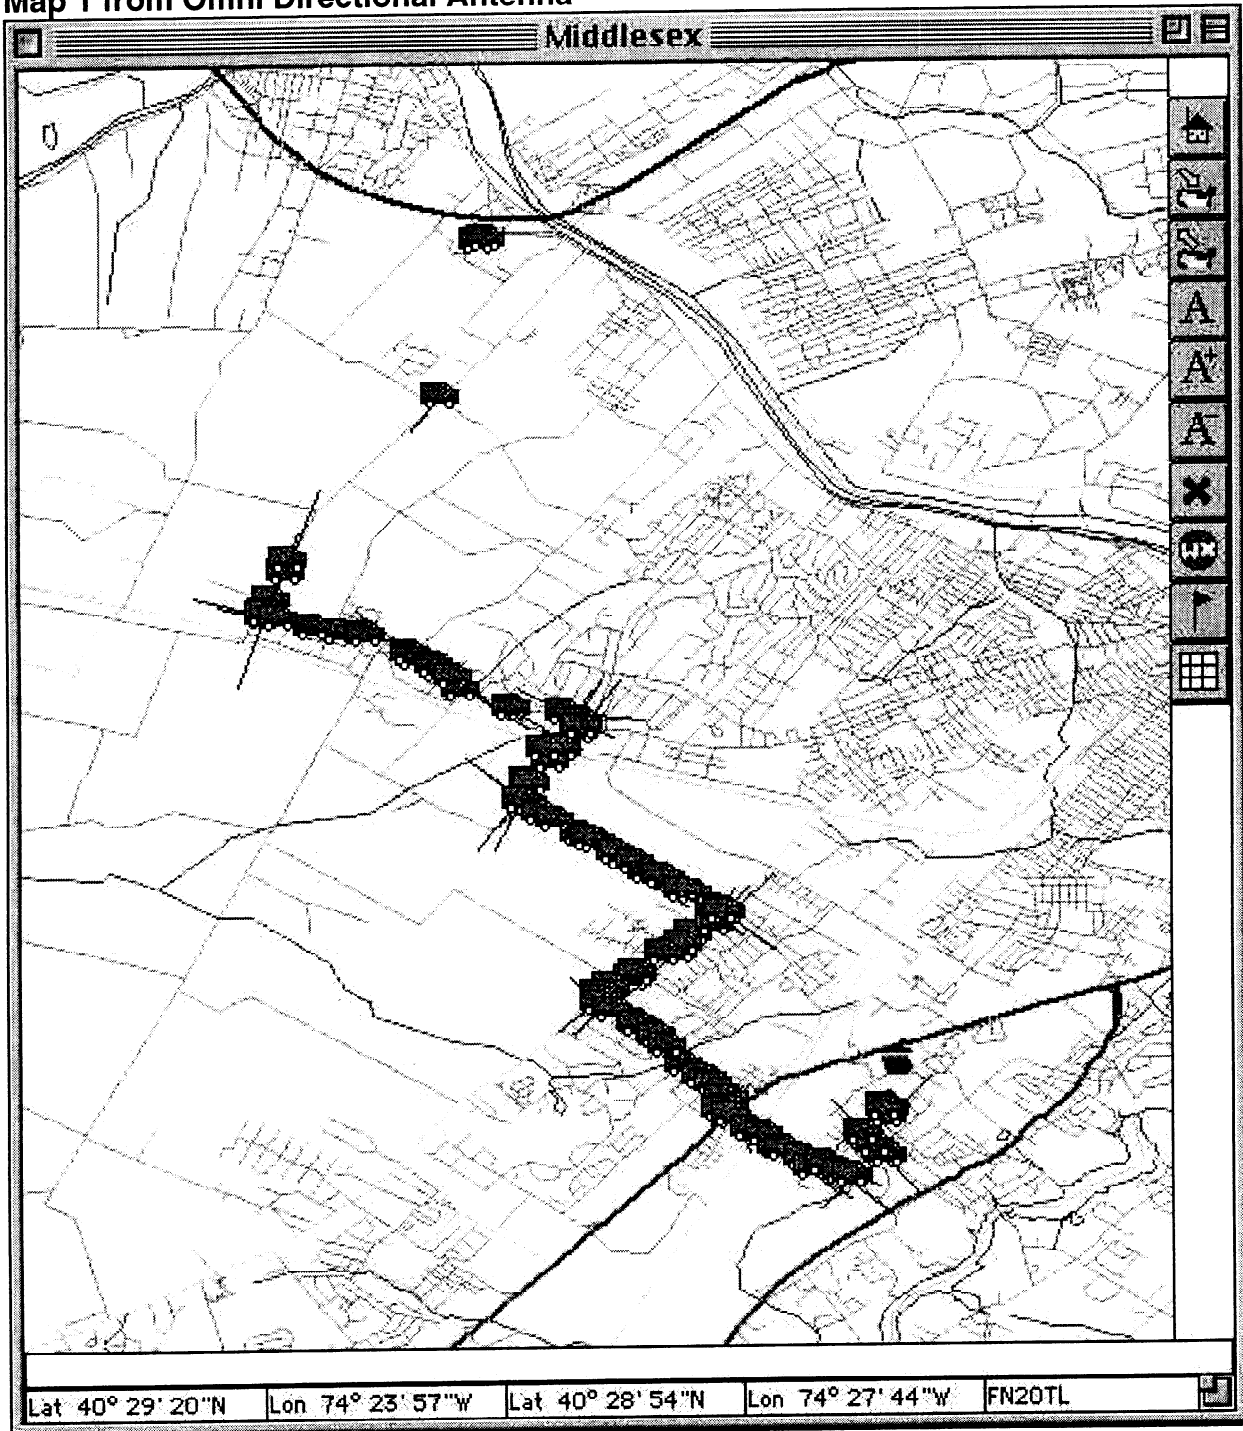 Map 1 from Omni Directional Antenna
Middlesex
A
A+
A-
WX
Lat 40° 29' 20"N Lon 74° 23' 57"W Lat 40° 28' 54"N Lon 74° 27' 44"W FN20TL